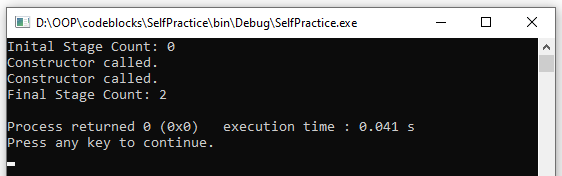 D:\OOP\codeblocks\SelfPractice\bin\Debug\SelfPractice.exe
Inital Stage Count: 0
Constructor called.
Constructor called.
Final Stage Count: 2
Process returned 0 (0x0)   execution time : 0.041 s
Press any key to continue.